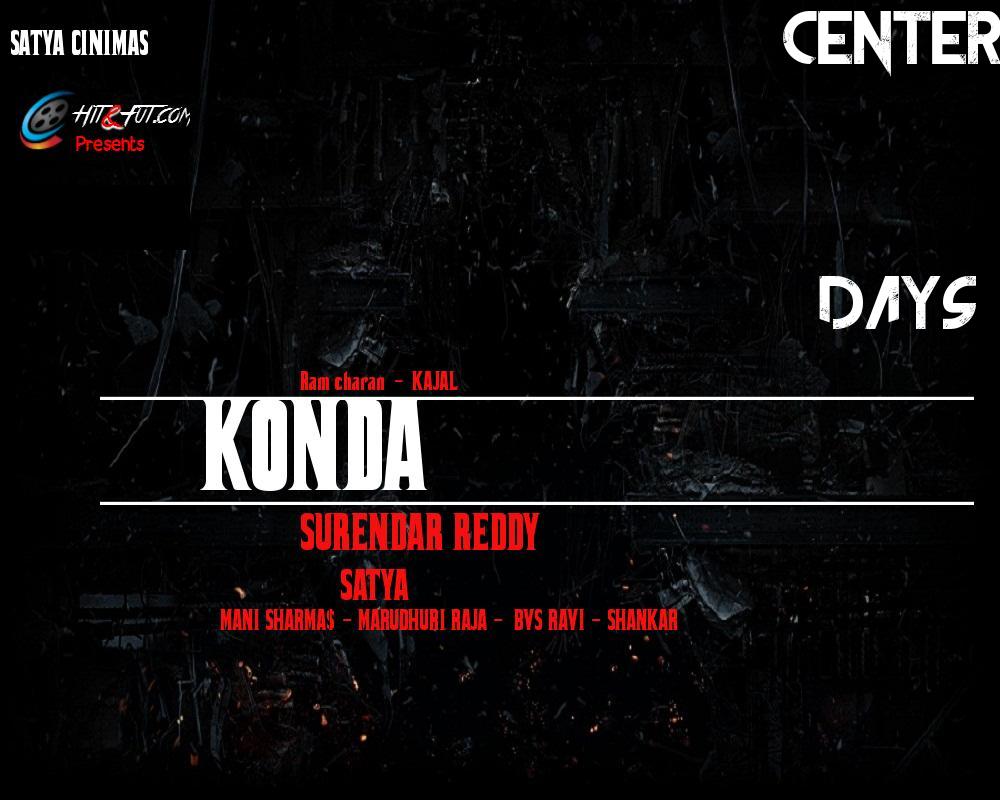 SATYA CINIMAS
CENTER
HIT&FUT.COM
Presents
DAYS
Ram charan - KAJAL
KONDA
SURENDAR REDDY
SATYA
MANI SHARMA$ - MARUDHURI RAJA - BVS RAVI - SHANKAR